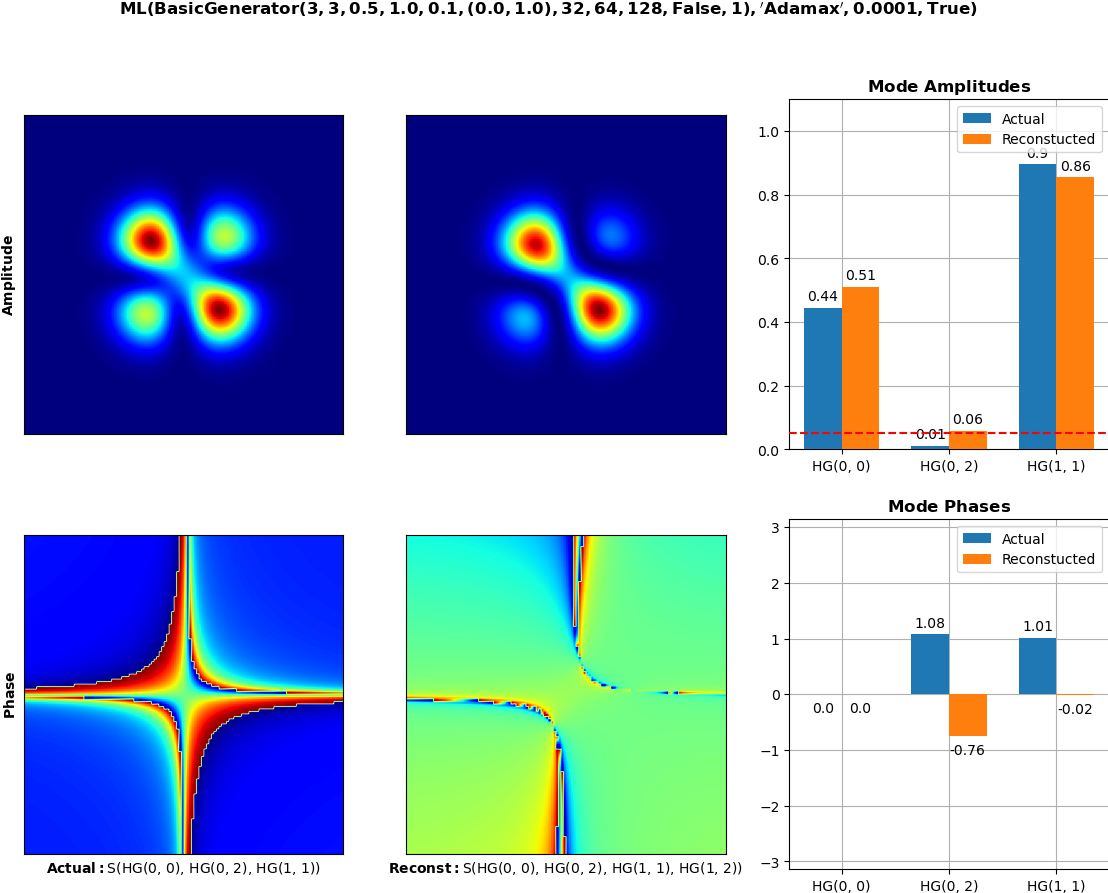 ML(BasicGenerator(3, 3, 0.5, 1.0, 0.1, (0.0, 1.0), 32, 64, 128, False, 1), 'Adamax', 0.0001, True)
Amplitude
Mode Amplitudes
Actual
Reconstucted
1.0
0.8
0.6
0.4
0.2
0.0
0.44
0.51
0.01
0.06
0.9
0.86
HG(0, 0)
HG(0, 2)
HG(1, 1)
Phase
Actual: S(HG(0, 0), HG(0, 2), HG(1, 1))
Reconst: S(HG(0, 0), HG(0, 2), HG(1, 1), HG(1, 2))
Mode Phases
Actual
Reconstucted
3
2
1
0
−1
−2
−3
0.0
0.0
1.08
-0.76
1.01
-0.02
HG(0, 0)
HG(0, 2)
HG(1, 1)